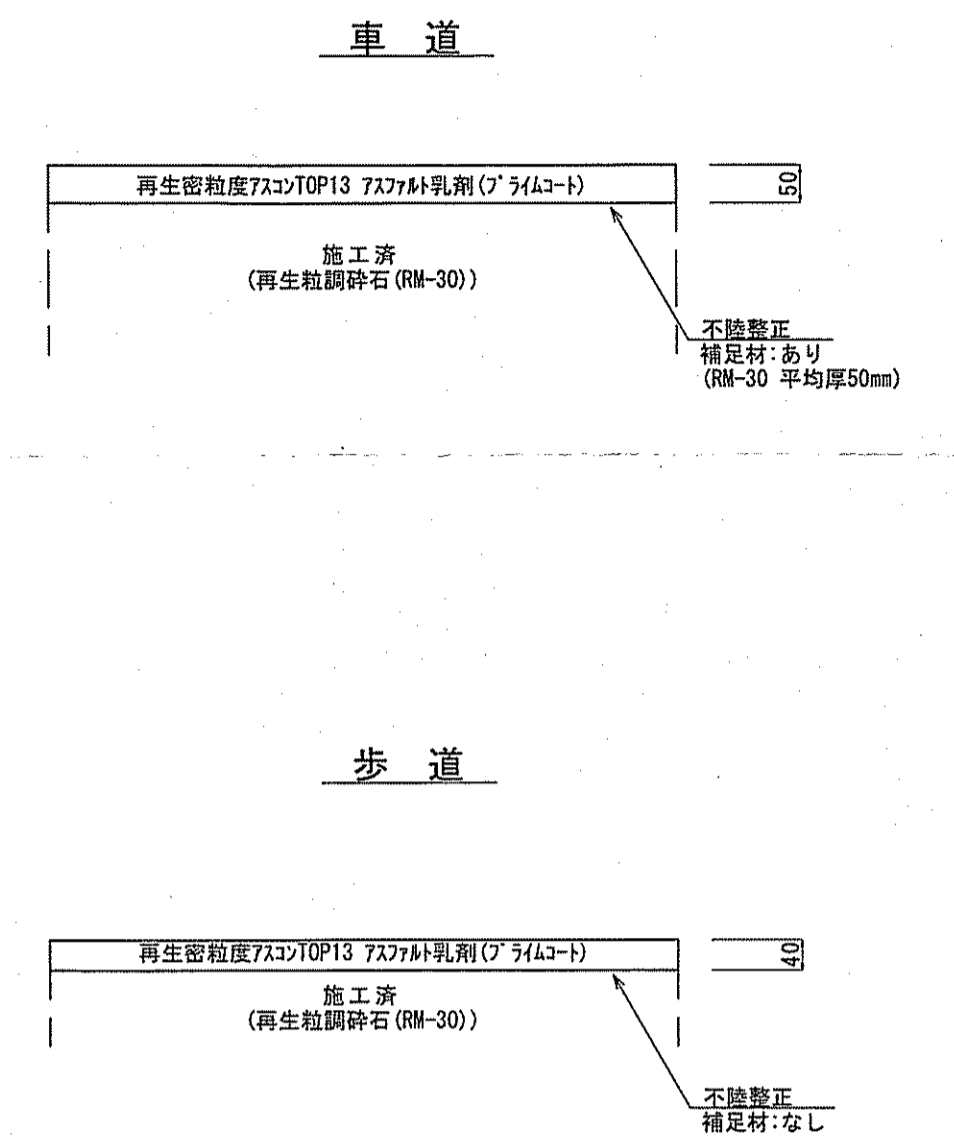 車 道
再生密粒度ｱｽｺﾝTOP13 ｱｽﾌｧﾙﾄ乳剤(ﾌﾟﾗｲﾑｺｰﾄ)
50
施工済
(再生粒調砕石(RM-30))
不陸整正
補足材:あり
(RM-30 平均厚50mm)
歩 道
再生密粒度ｱｽｺﾝTOP13 ｱｽﾌｧﾙﾄ乳剤(ﾌﾟﾗｲﾑｺｰﾄ)
40
施工済
(再生粒調砕石(RM-30))
不陸整正
補足材:なし